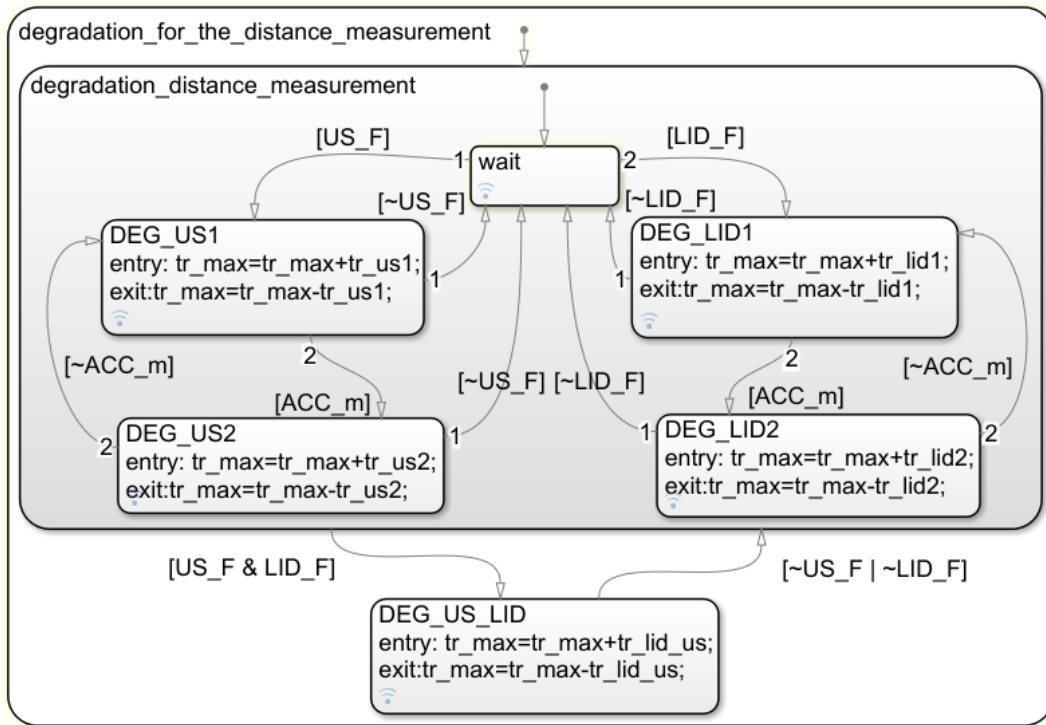 degradation_for_the_distance_measurement
degradation_distance_measurement
[US_F]
1
wait
2
[LID_F]
[~US_F]
[~LID_F]
DEG_US1
entry: tr_max=tr_max+tr_us1;
exit:tr_max=tr_max-tr_us1;
1
DEG_LID1
entry: tr_max=tr_max+tr_lid1;
exit:tr_max=tr_max-tr_lid1;
1
2
2
[~ACC_m]
[ACC_m]
[~US_F]
[~LID_F]
[ACC_m]
[~ACC_m]
2
DEG_US2
entry: tr_max=tr_max+tr_us2;
exit:tr_max=tr_max-tr_us2;
1
1
DEG_LID2
entry: tr_max=tr_max+tr_lid2;
exit:tr_max=tr_max-tr_lid2;
2
[US_F & LID_F]
[~US_F | ~LID_F]
DEG_US_LID
entry: tr_max=tr_max+tr_lid_us;
exit:tr_max=tr_max-tr_lid_us;